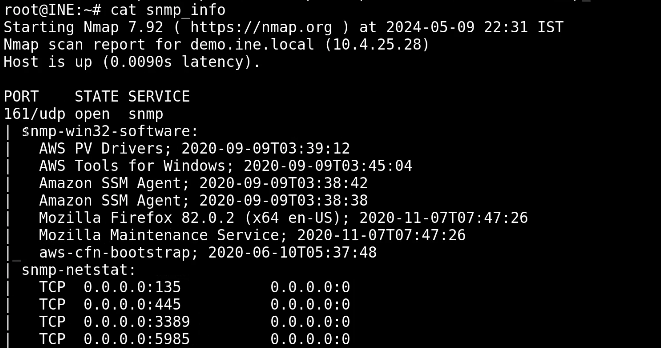 root@INE:~# cat snmp_info
Starting Nmap 7.92 ( https://nmap.org ) at 2024-05-09 22:31 IST
Nmap scan report for demo.ine.local (10.4.25.28)
Host is up (0.0090s latency).

PORT    STATE SERVICE
161/udp open  snmp
| snmp-win32-software:
|   AWS PV Drivers; 2020-09-09T03:39:12
|   AWS Tools for Windows; 2020-09-09T03:45:04
|   Amazon SSM Agent; 2020-09-09T03:38:42
|   Amazon SSM Agent; 2020-09-09T03:38:38
|   Mozilla Firefox 82.0.2 (x64 en-US); 2020-11-07T07:47:26
|   Mozilla Maintenance Service; 2020-11-07T07:47:26
|_  aws-cfn-bootstrap; 2020-06-10T05:37:48
| snmp-netstat:
|   TCP  0.0.0.0:135          0.0.0.0:0
|   TCP  0.0.0.0:445          0.0.0.0:0
|   TCP  0.0.0.0:3389         0.0.0.0:0
|   TCP  0.0.0.0:5985         0.0.0.0:0